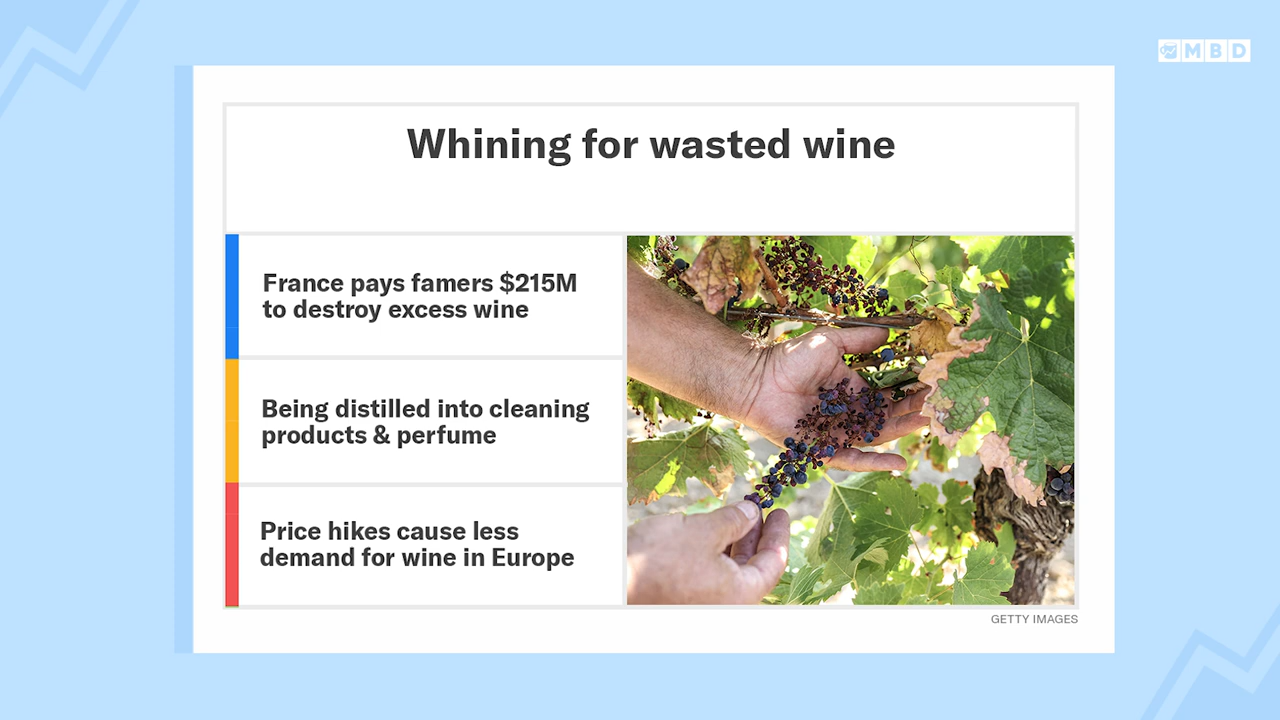 MBD
Whining for wasted wine
France pays famers $215M
to destroy excess wine
Being distilled into cleaning
products & perfume
Price hikes cause less
demand for wine in Europe
GETTY IMAGES